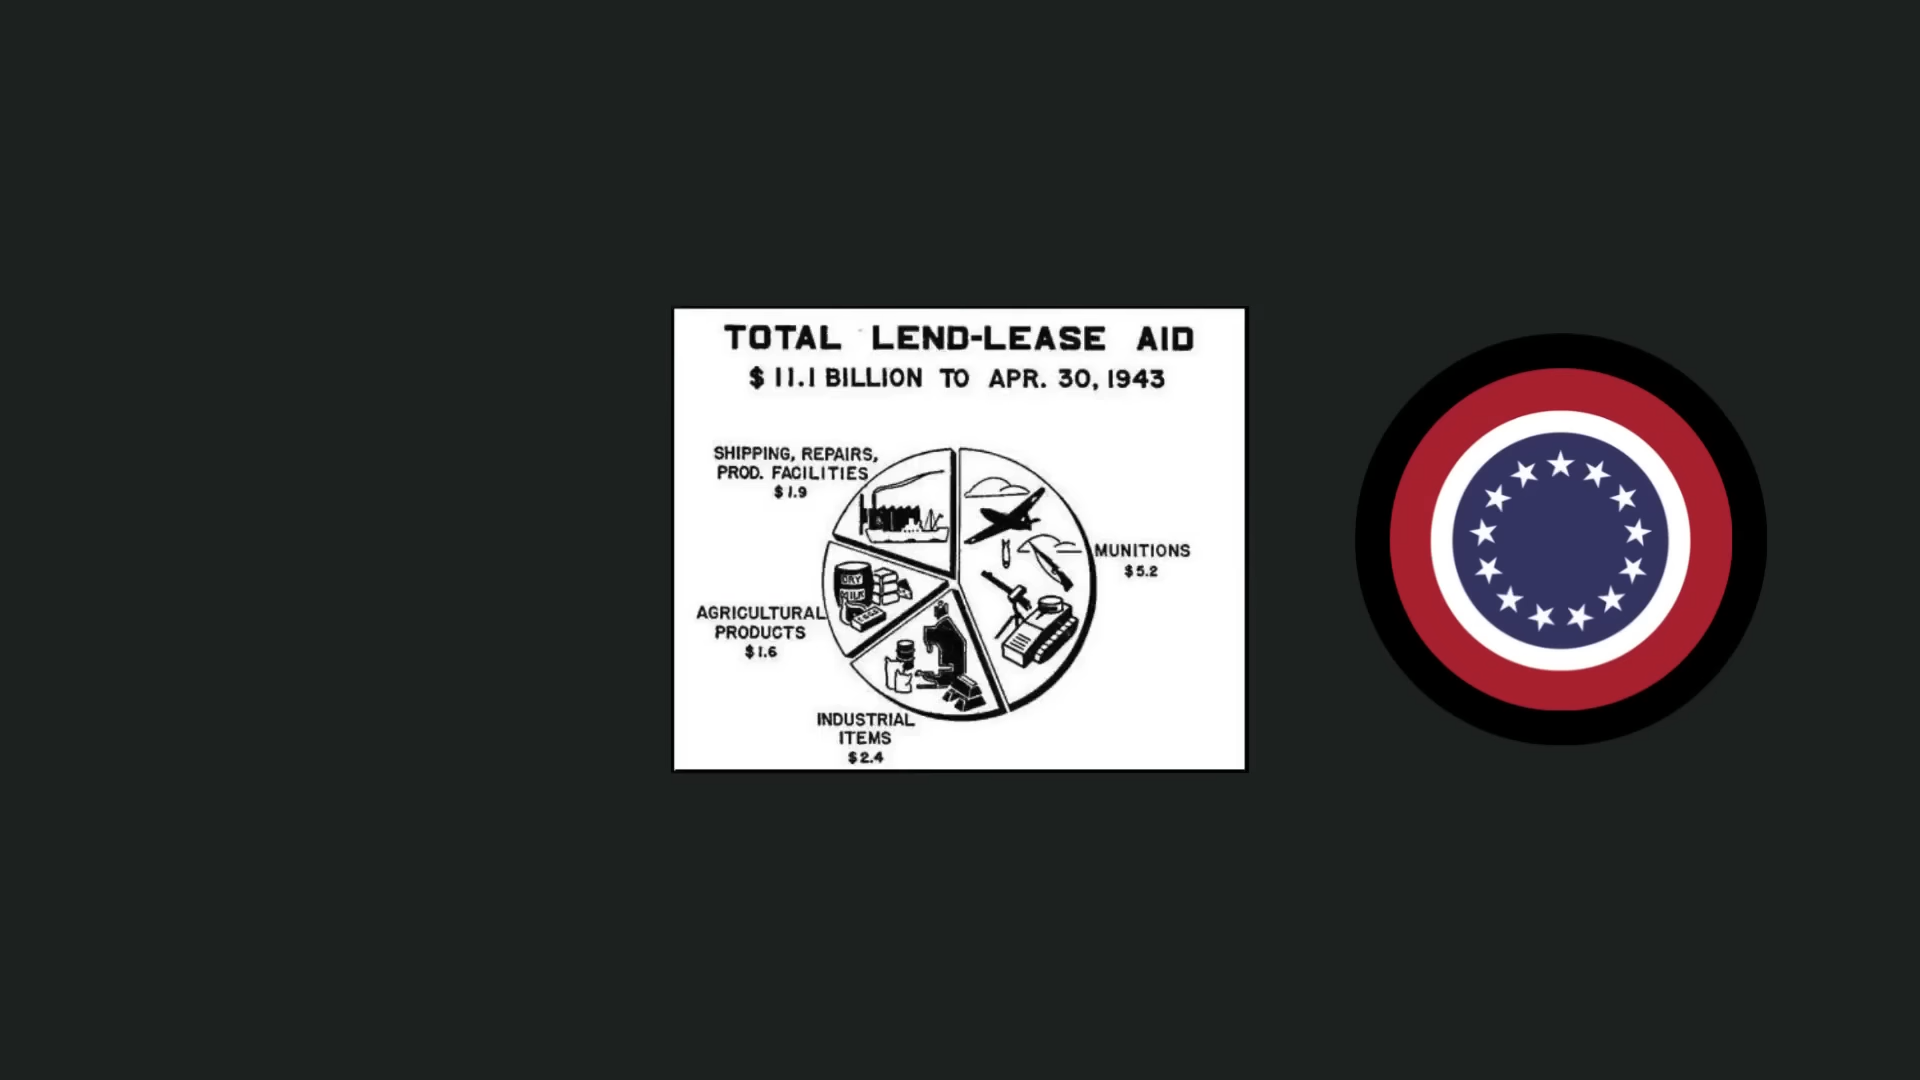 TOTAL LEND-LEASE AID
$ 11.1 BILLION TO APR. 30, 1943
SHIPPING, REPAIRS,
PROD. FACILITIES
$ 1.9
MUNITIONS
$ 5.2
DRY
MILK
AGRICULTURAL
PRODUCTS
$ 1.6
INDUSTRIAL
ITEMS
$ 2.4